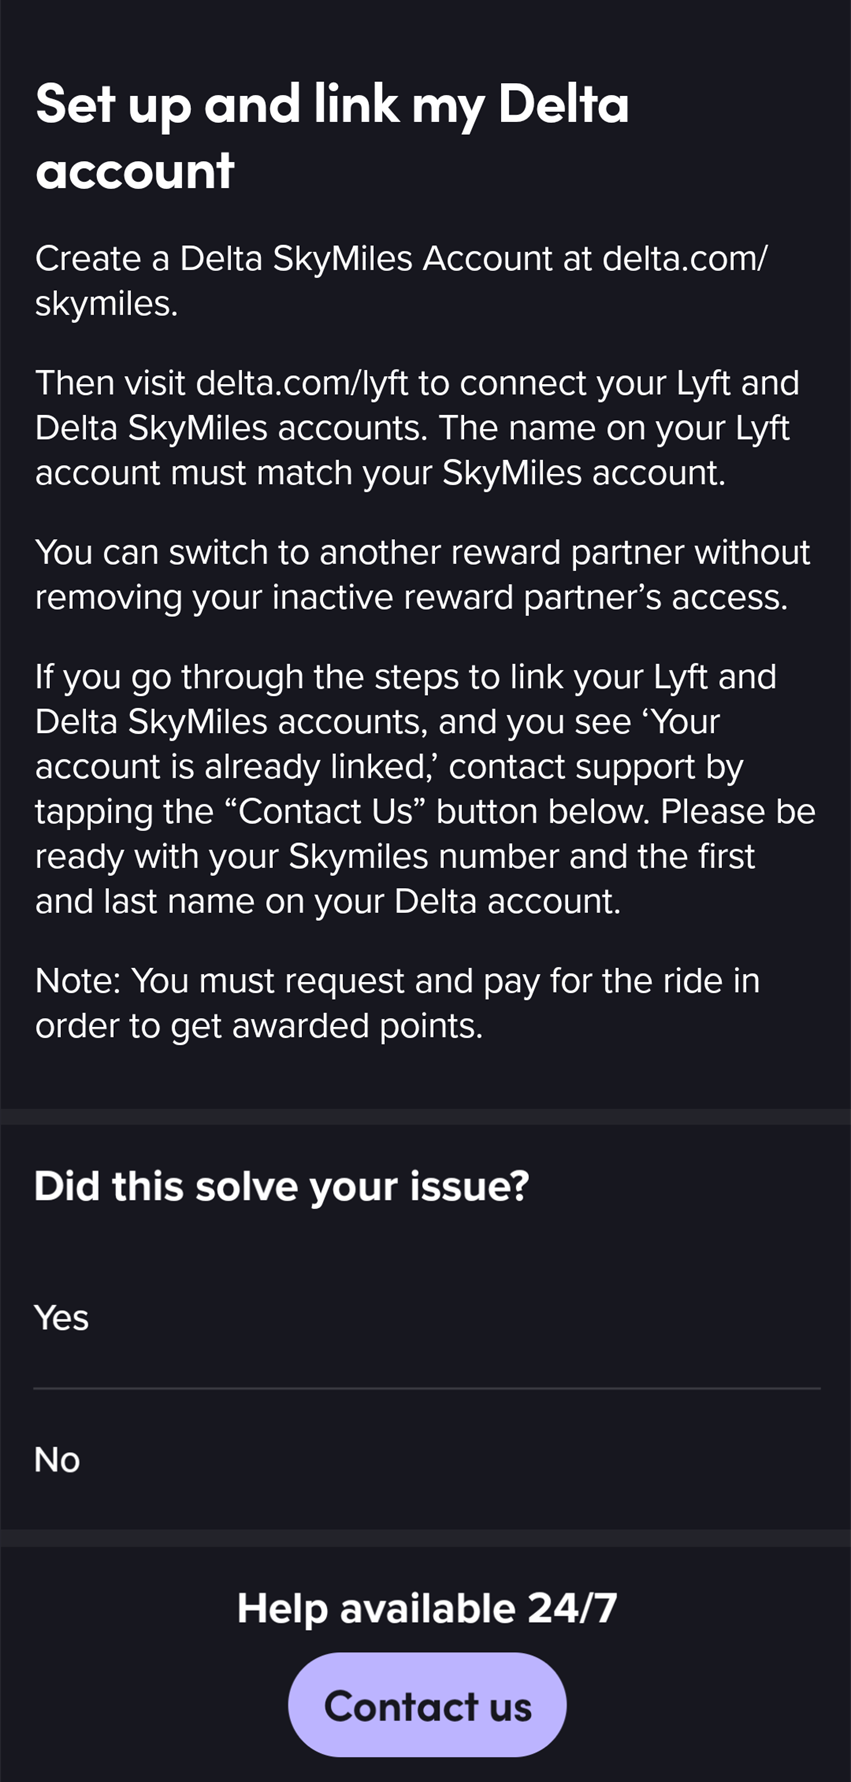 Set up and link my Delta
account
Create a Delta SkyMiles Account at delta.com/
skymiles.
Then visit delta.com/lyft to connect your Lyft and
Delta SkyMiles accounts. The name on your Lyft
account must match your SkyMiles account.
You can switch to another reward partner without
removing your inactive reward partner’s access.
If you go through the steps to link your Lyft and
Delta SkyMiles accounts, and you see ‘Your
account is already linked,’ contact support by
tapping the “Contact Us” button below. Please be
ready with your Skymiles number and the first
and last name on your Delta account.
Note: You must request and pay for the ride in
order to get awarded points.
Did this solve your issue?
Yes
No
Help available 24/7
Contact us